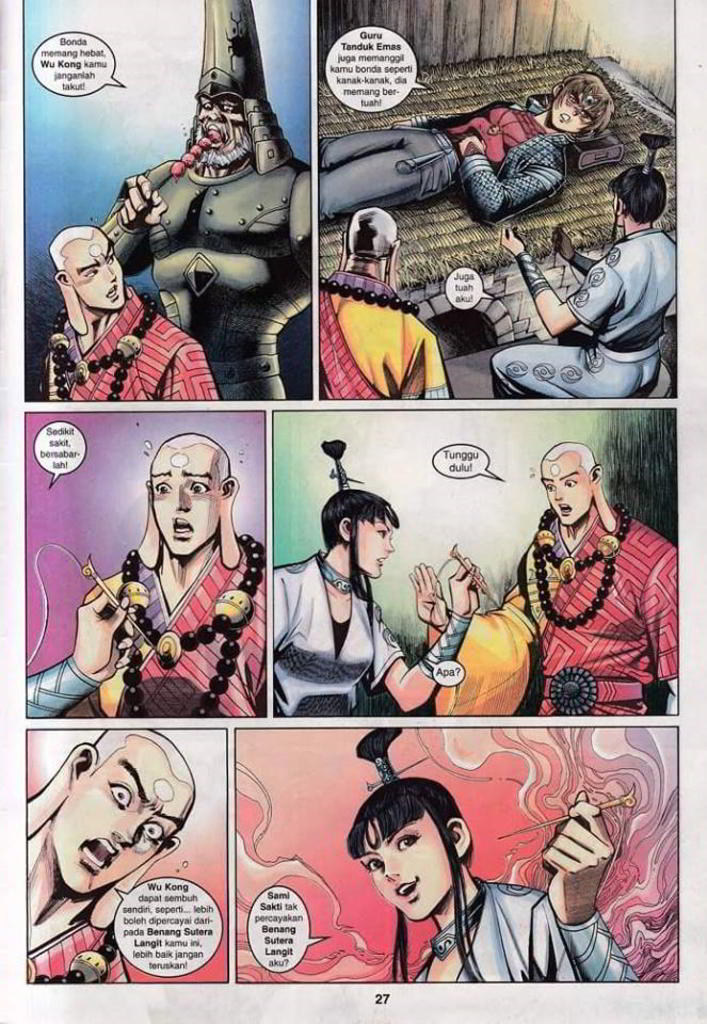 Bonda
memang hebat,
Wu Kong kamu
janganlah
takut!
Guru
Tanduk Emas
juga memanggil
kamu bonda seperti
kanak-kanak, dia
memang ber-
tuah!
Juga
tuah
aku!
Sedikit
sakit,
bersabar-
lah!
Tunggu
dulu!
Apa?
Wu Kong
dapat sembuh
sendiri, seperti... lebih
boleh dipercayai dari-
pada Benang Sutera
Langit kamu ini,
lebih baik jangan
teruskan!
Sami
Sakti tak
percayakan
Benang
Sutera
Langit
aku?
27